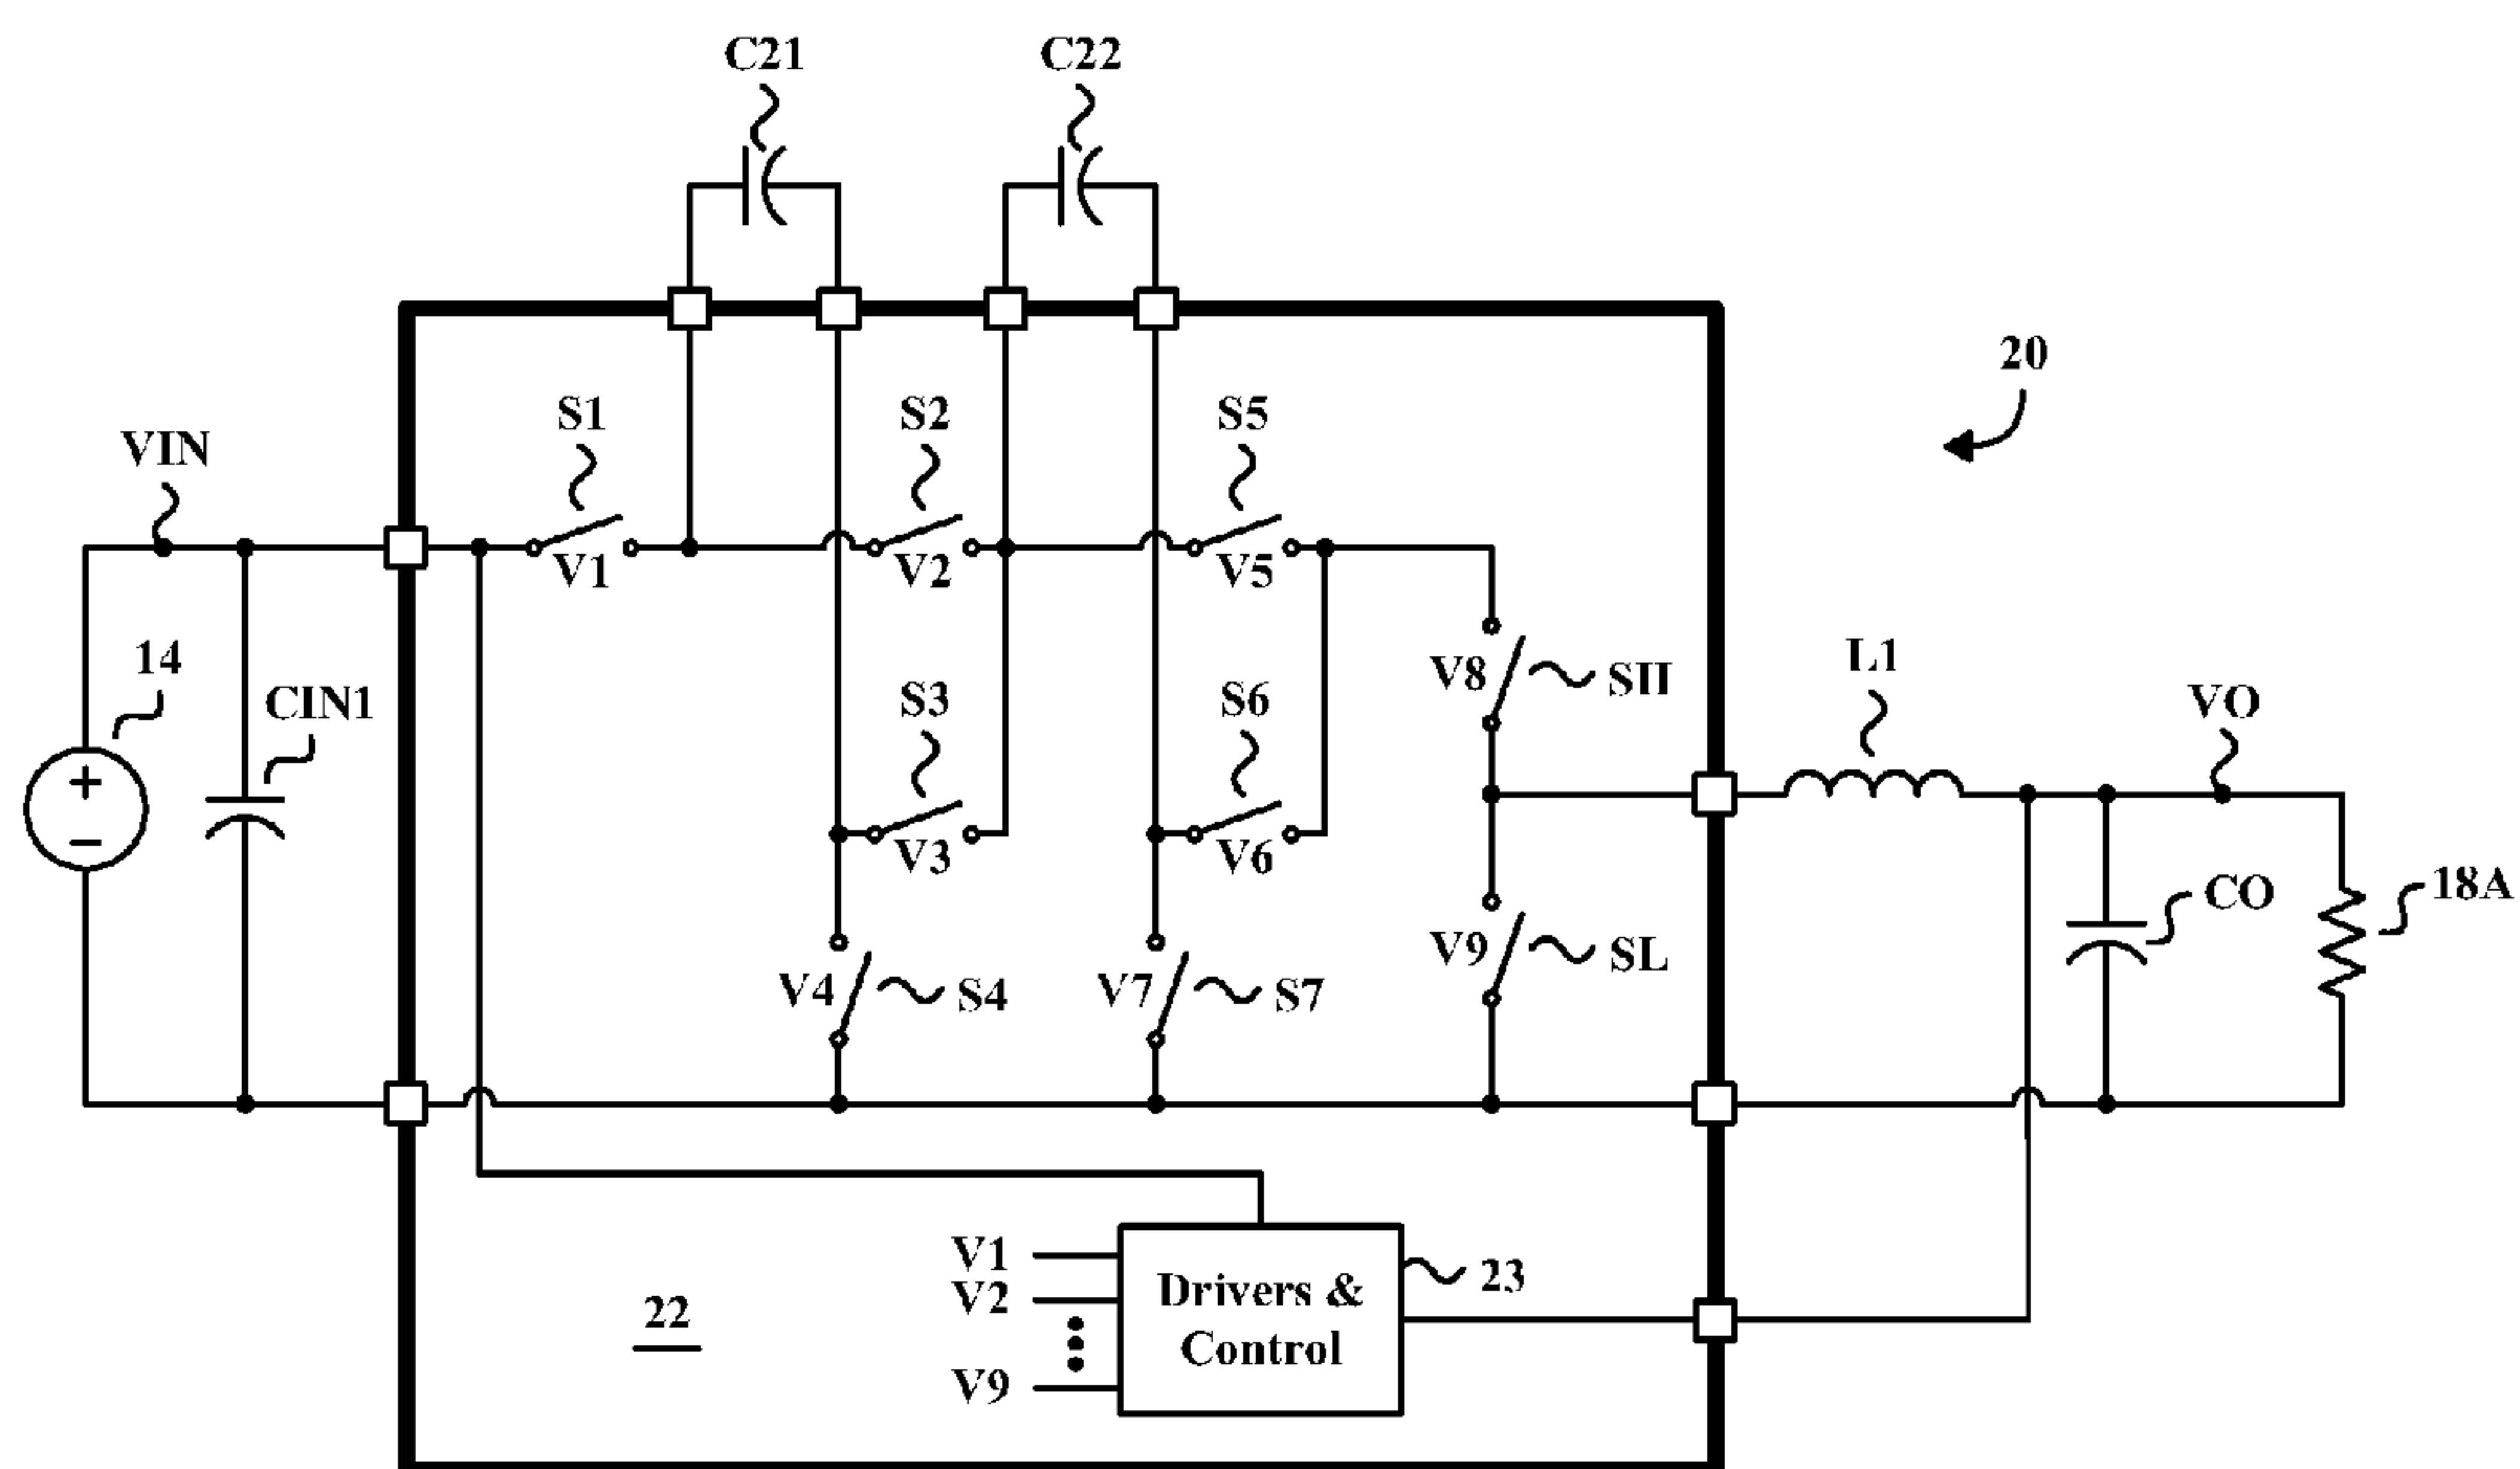 C21
C22
20
S1
S2
S5
VIN
V1
V2
V5
14
CIN1
S3
S6
V8
SH
L1
VO
V3
V6
18A
CO
V4
S4
V7
S7
V9
SL
V1
V2
V9
Drivers &
Control
23
22
+
−